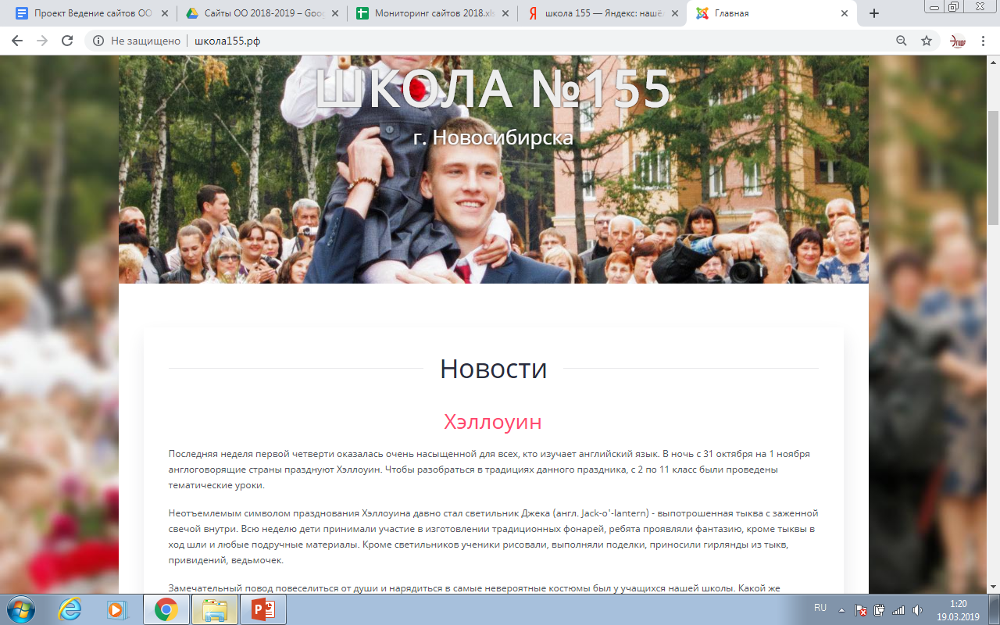 Проект Ведение сайтов ОО
Сайты ОО 2018-2019 – Goog
Мониторинг сайтов 2018.xls
школа 155 — Яндекс: нашёл
Главная
Не защищено
школа155.рф
ШКОЛА №155
г. Новосибирска
Новости
Хэллоуин
Последняя неделя первой четверти оказалась очень насыщенной для всех, кто изучает английский язык. В ночь с 31 октября на 1 ноября
англоговорящие страны празднуют Хэллоуин. Чтобы разобраться в традициях данного праздника, с 2 по 11 класс были проведены
тематические уроки.
Неотъемлемым символом празднования Хэллоуина давно стал светильник Джека (англ. Jack-o'-lantern) - выпотрошенная тыква с зажженной
свечой внутри. Всю неделю дети принимали участие в изготовлении традиционных фонарей, ребята проявляли фантазию, кроме тыквы в
ход шли и любые подручные материалы. Кроме светильников ученики рисовали, выполняли поделки, приносили гирлянды из тыкв,
привидений, ведьмочек.
Замечательный повод повеселиться от души и нарядиться в самые невероятные костюмы был у учащихся нашей школы. Какой же
RU
1:20
19.03.2019